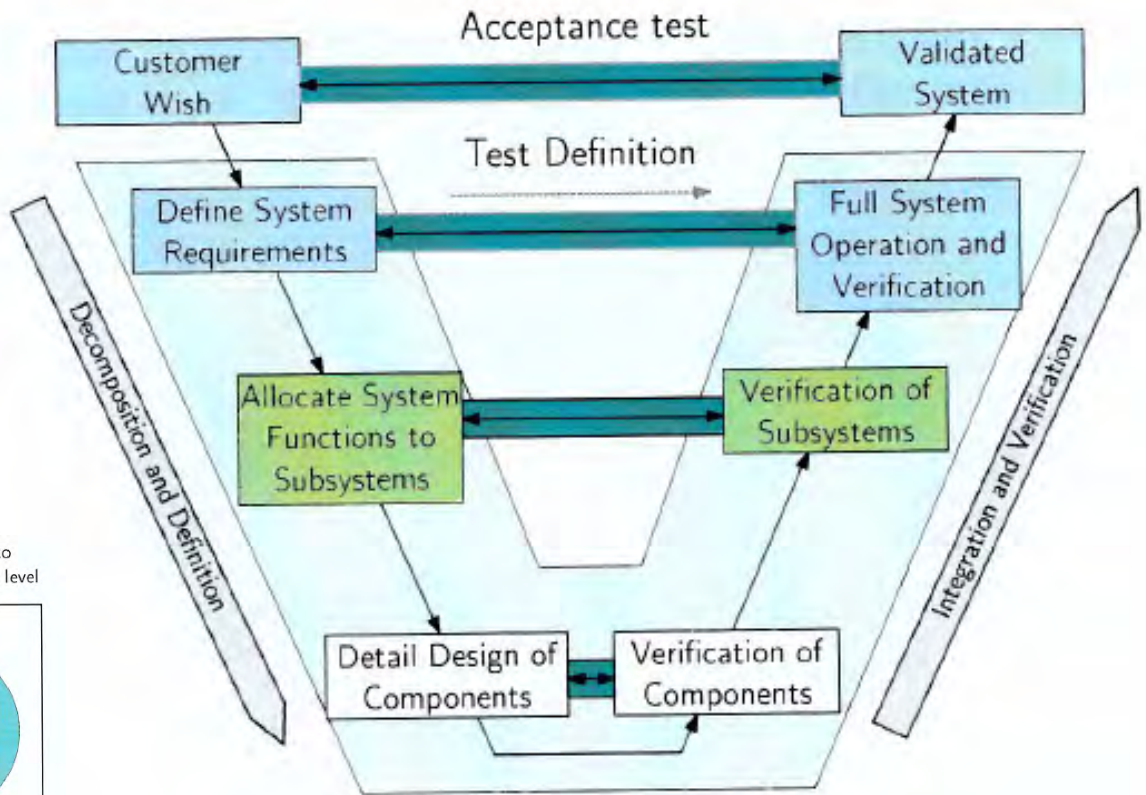 Acceptance test
Customer
Wish
Validated
System
Test Definition
Define System
Requirements
Full System
Operation and
Verification
Decomposition and Definition
Integration and Verification
Allocate System
Functions to
Subsystems
Verification of
Subsystems
level
Detail Design of
Components
Verification of
Components